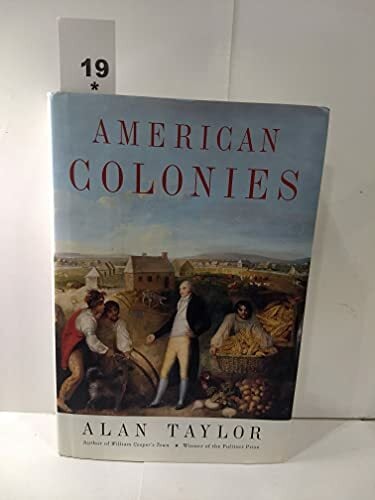 19
*
AMERICAN
COLONIES
ALAN TAYLOR
Author of William Cooper's Town * Winner of the Pulitzer Prize